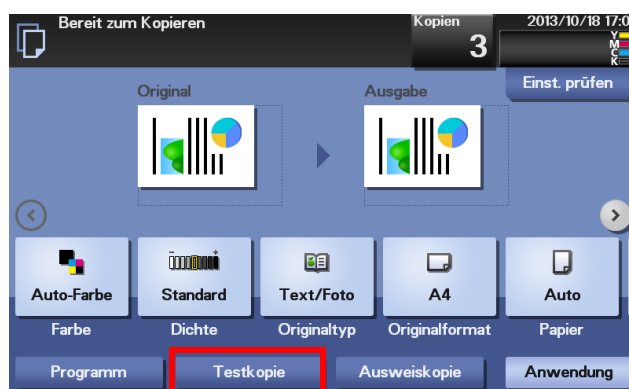 Bereit zum Kopieren
Kopien
3
2013/10/18 17:0
Y
M
C
K
Einst. prüfen
Original
Ausgabe
Auto-Farbe
Standard
Text/Foto
A4
Auto
Farbe
Dichte
Originaltyp
Originalformat
Papier
Programm
Testkopie
Ausweiskopie
Anwendung